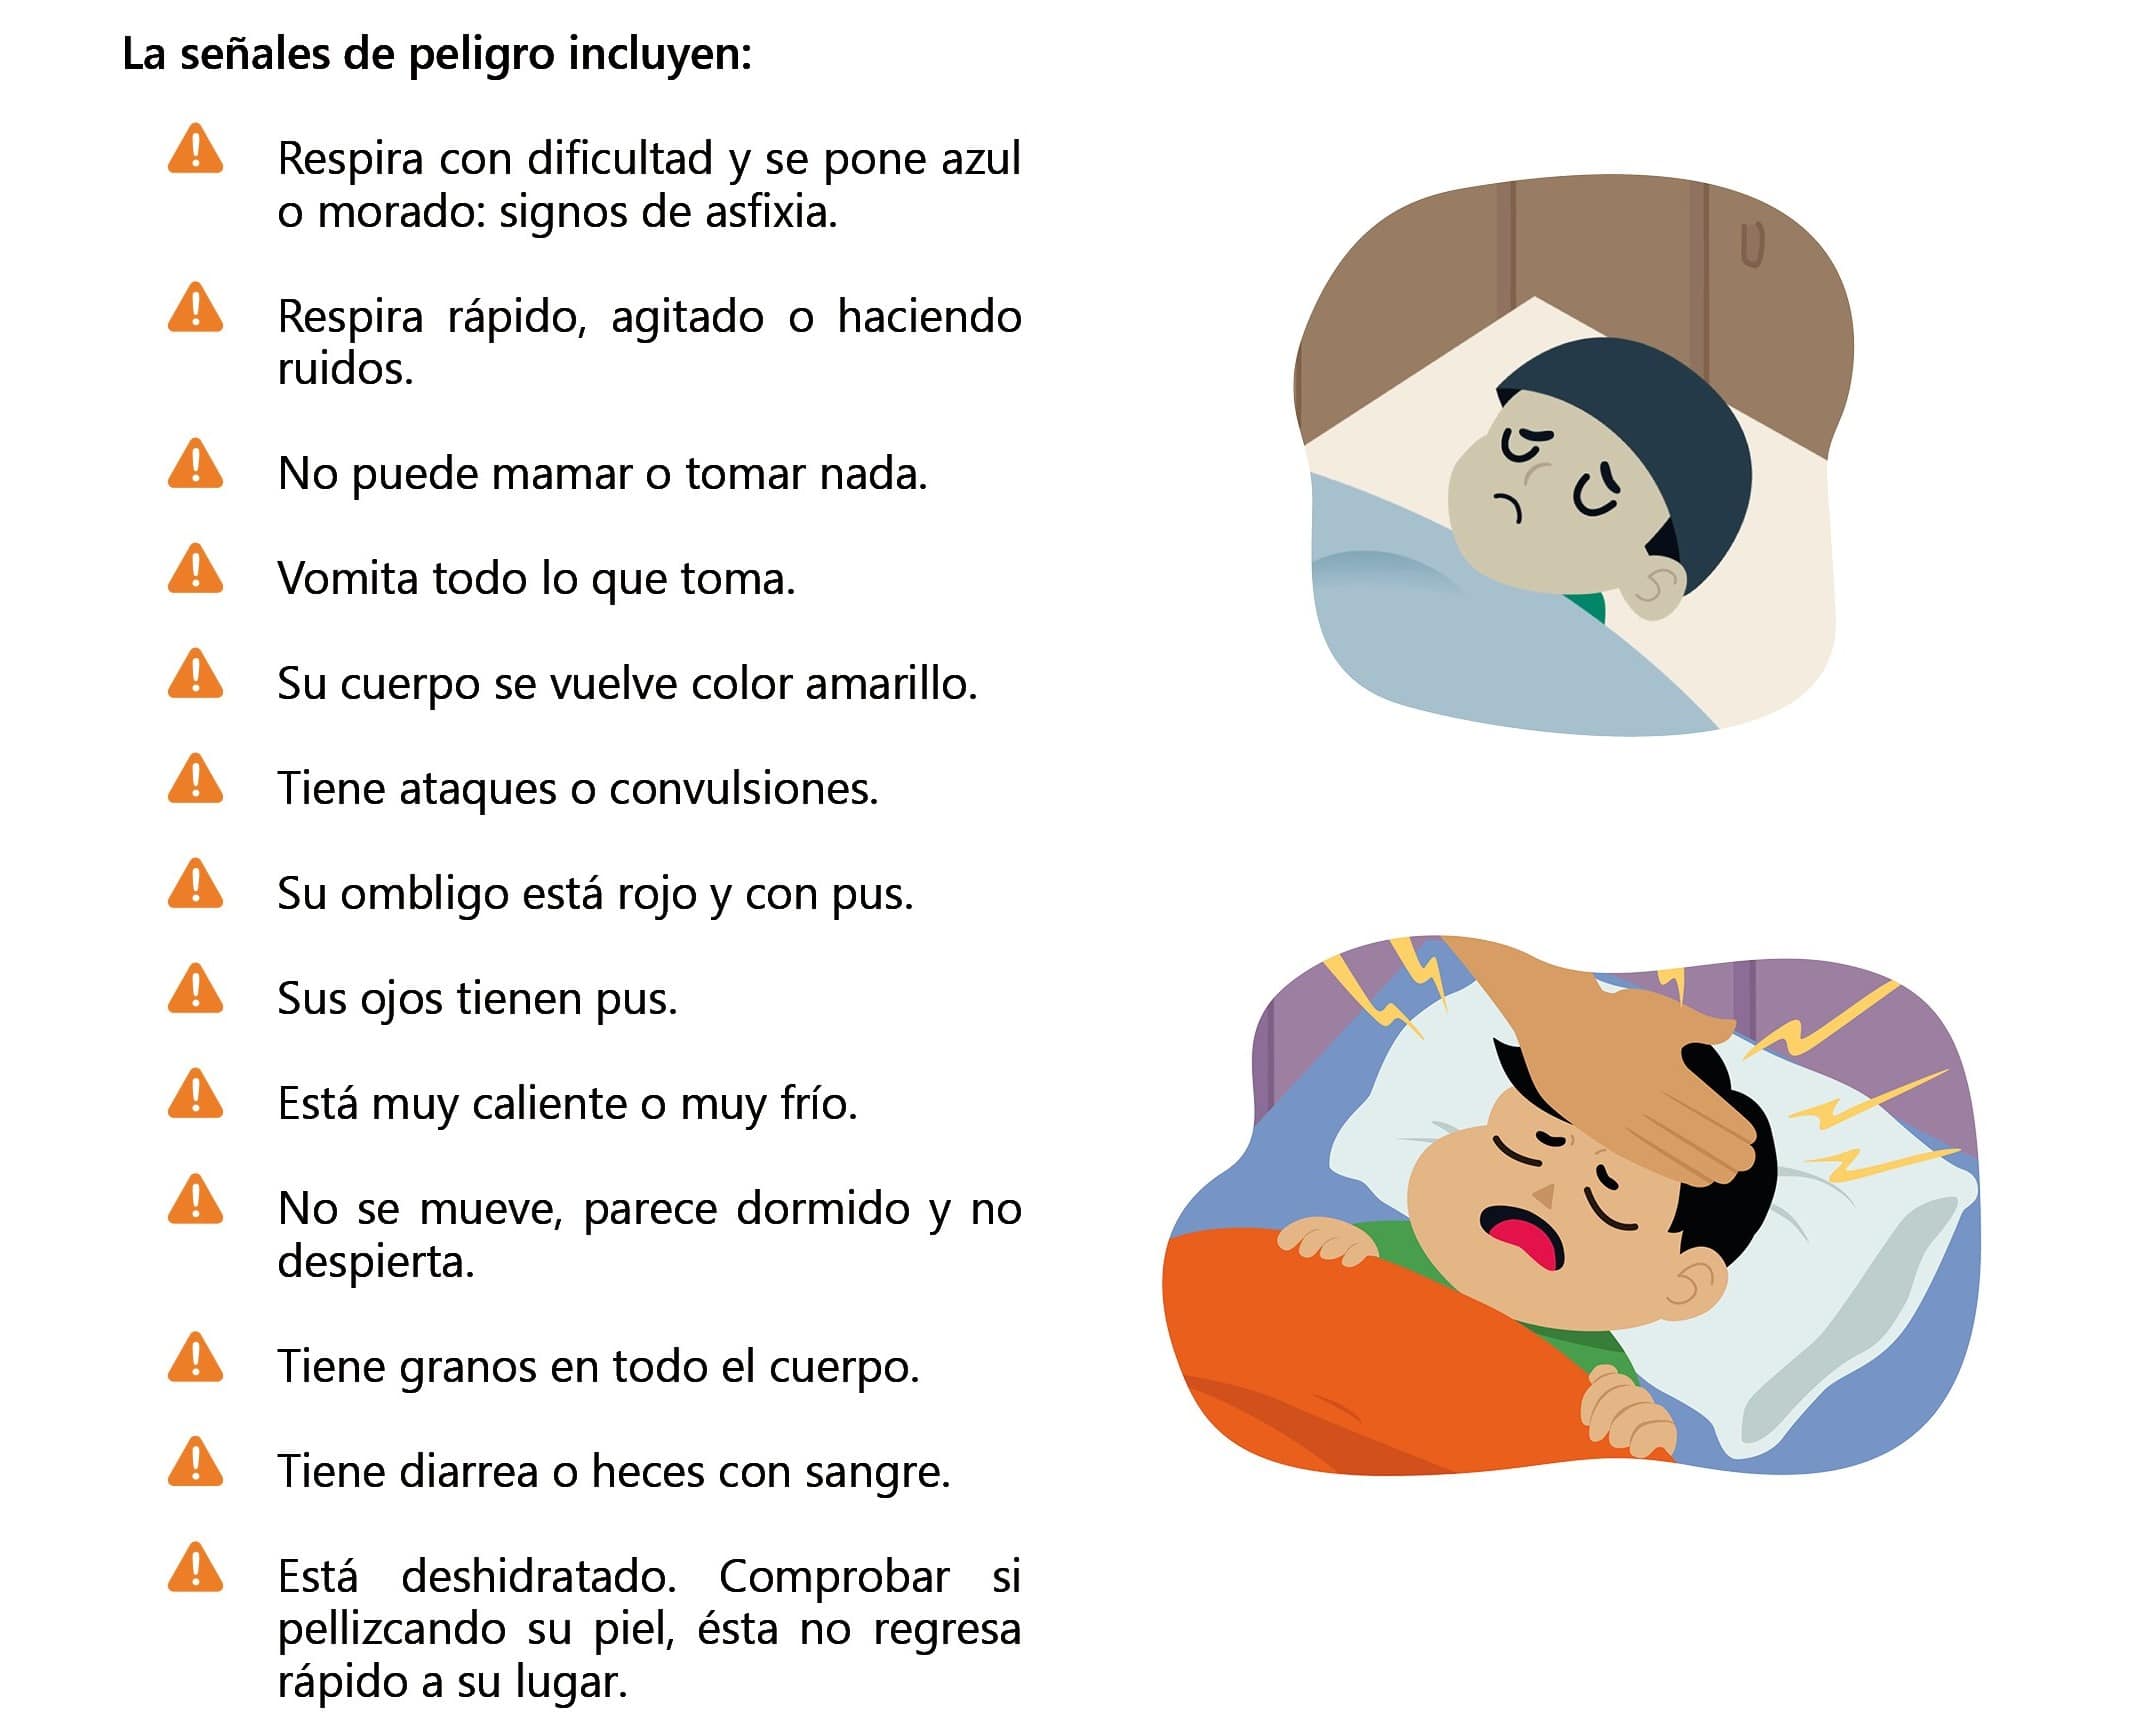 La señales de peligro incluyen:
Respira con dificultad y se pone azul
o morado: signos de asfixia.
Respira rápido, agitado o haciendo
ruidos.
No puede mamar o tomar nada.
Vomita todo lo que toma.
Su cuerpo se vuelve color amarillo.
Tiene ataques o convulsiones.
Su ombligo está rojo y con pus.
Sus ojos tienen pus.
Está muy caliente o muy frío.
No se mueve, parece dormido y no
despierta.
Tiene granos en todo el cuerpo.
Tiene diarrea o heces con sangre.
Está deshidratado. Comprobar si
pellizcando su piel, ésta no regresa
rápido a su lugar.